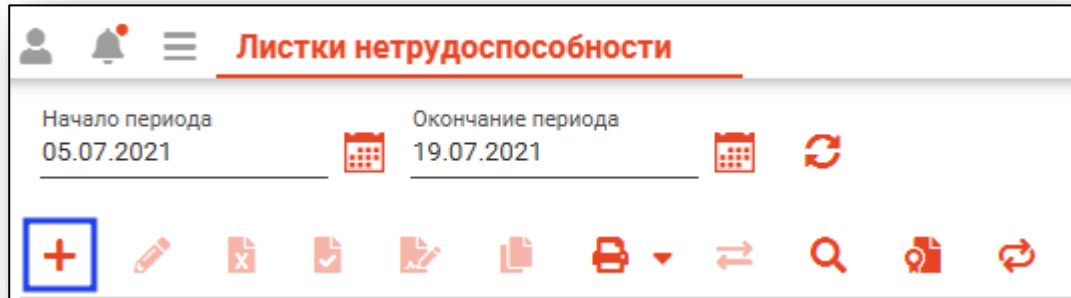 Листки нетрудоспособности
Начало периода Окончание периода
05.07.2021 19.07.2021